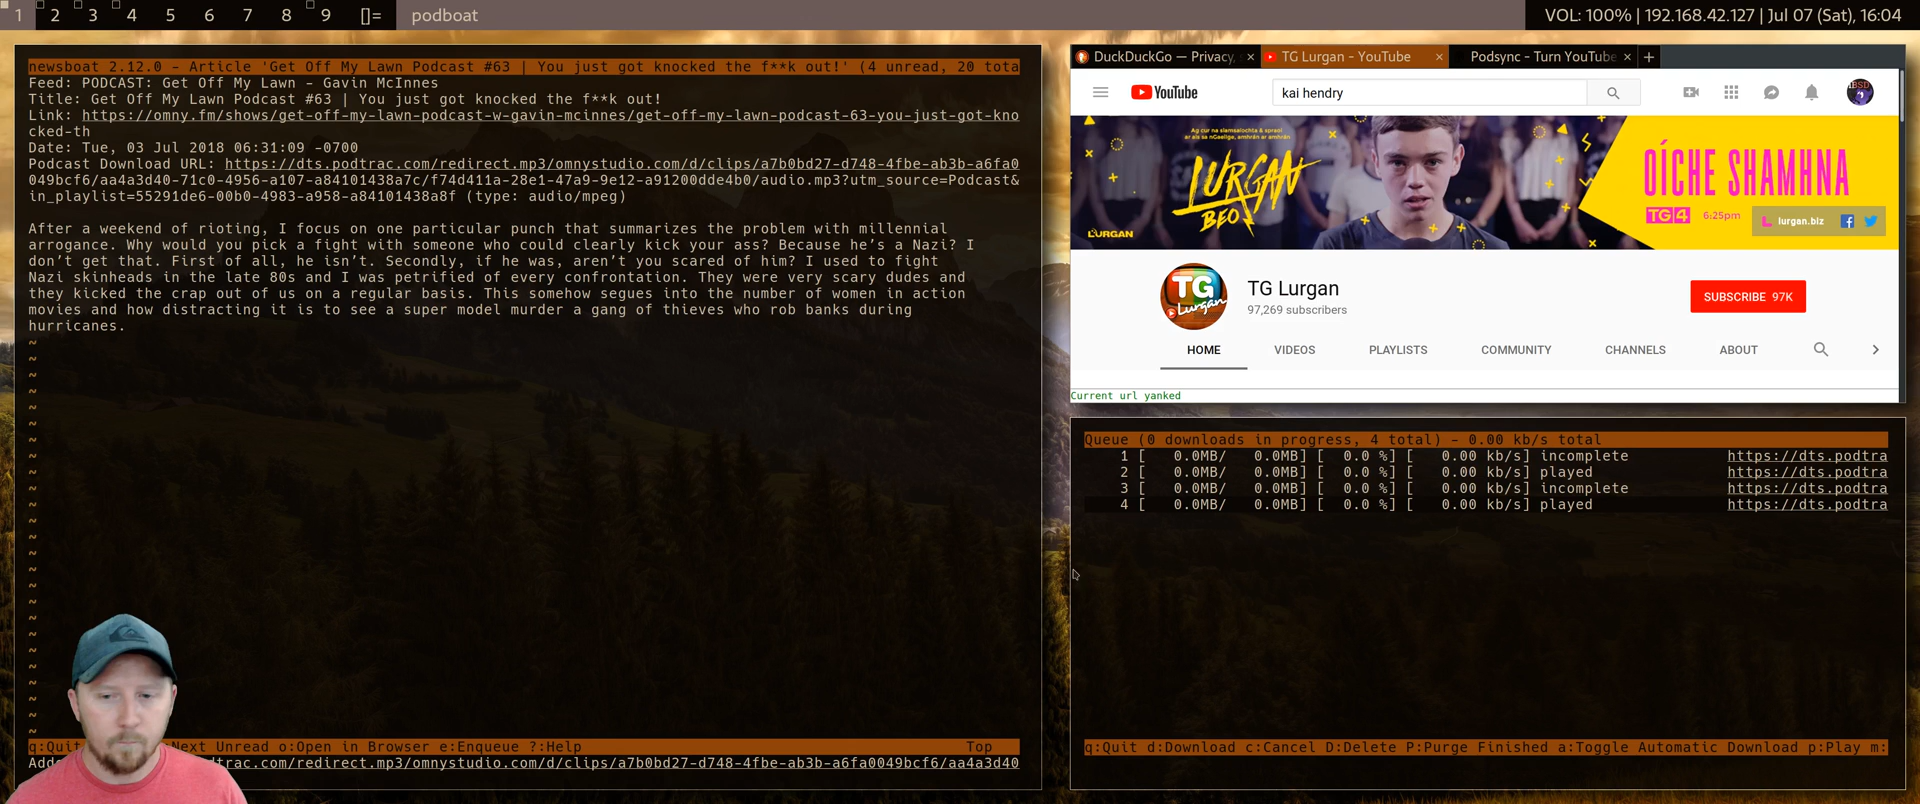 1 2 3 4 5 6 7 8 9 []= podboat
VOL: 100% | 192.168.42.127 | Jul 07 (Sat), 16:04
newsboat 2.12.0 - Article 'Get Off My Lawn Podcast #63 | You just got knocked the f**k out!' (4 unread, 20 tota
Feed: PODCAST: Get Off My Lawn - Gavin McInnes
Title: Get Off My Lawn Podcast #63 | You just got knocked the f**k out!
Link: https://omny.fm/shows/get-off-my-lawn-podcast-w-gavin-mcinnes/get-off-my-lawn-podcast-63-you-just-got-kno
cked-th
Date: Tue, 03 Jul 2018 06:31:09 -0700
Podcast Download URL: https://dts.podtrac.com/redirect.mp3/omnystudio.com/d/clips/a7b0bd27-d748-4fbe-ab3b-a6fa0
049bcf6/aa4a3d40-71c0-4956-a107-a84101438a7c/f74d411a-28e1-47a9-9e12-a91200dde4b0/audio.mp3?utm_source=Podcast&
in_playlist=55291de6-00b0-4983-a958-a84101438a8f (type: audio/mpeg)
After a weekend of rioting, I focus on one particular punch that summarizes the problem with millennial
arrogance. Why would you pick a fight with someone who could clearly kick your ass? Because he's a Nazi? I
don't get that. First of all, he isn't. Secondly, if he was, aren't you scared of him? I used to fight
Nazi skinheads in the late 80s and I was petrified of every confrontation. They were very scary dudes and
they kicked the crap out of us on a regular basis. This somehow segues into the number of women in action
movies and how distracting it is to see a super model murder a gang of thieves who rob banks during
hurricanes.
q:Quit Next Unread o:Open in Browser e:Enqueue ?:Help Top
Adde dtrac.com/redirect.mp3/omnystudio.com/d/clips/a7b0bd27-d748-4fbe-ab3b-a6fa0049bcf6/aa4a3d40
DuckDuckGo — Privacy, TG Lurgan - YouTube Podsync - Turn YouTube
YouTube kai hendry
Ag cur na slamsalochta & spraoi
ar ais sa nGaeilge, amhrán ar amhrán
LURGAN
BEO
LURGAN
OÍCHE SHAMHNA
TG4 6:25pm
lurgan.biz
TG
Lurgan
TG Lurgan
97,269 subscribers
SUBSCRIBE 97K
HOME VIDEOS PLAYLISTS COMMUNITY CHANNELS ABOUT
Current url yanked
Queue (0 downloads in progress, 4 total) - 0.00 kb/s total
1 [ 0.0MB/ 0.0MB] [ 0.0 %] [ 0.00 kb/s] incomplete https://dts.podtra
2 [ 0.0MB/ 0.0MB] [ 0.0 %] [ 0.00 kb/s] played https://dts.podtra
3 [ 0.0MB/ 0.0MB] [ 0.0 %] [ 0.00 kb/s] incomplete https://dts.podtra
4 [ 0.0MB/ 0.0MB] [ 0.0 %] [ 0.00 kb/s] played https://dts.podtra
q:Quit d:Download c:Cancel D:Delete P:Purge Finished a:Toggle Automatic Download p:Play m: